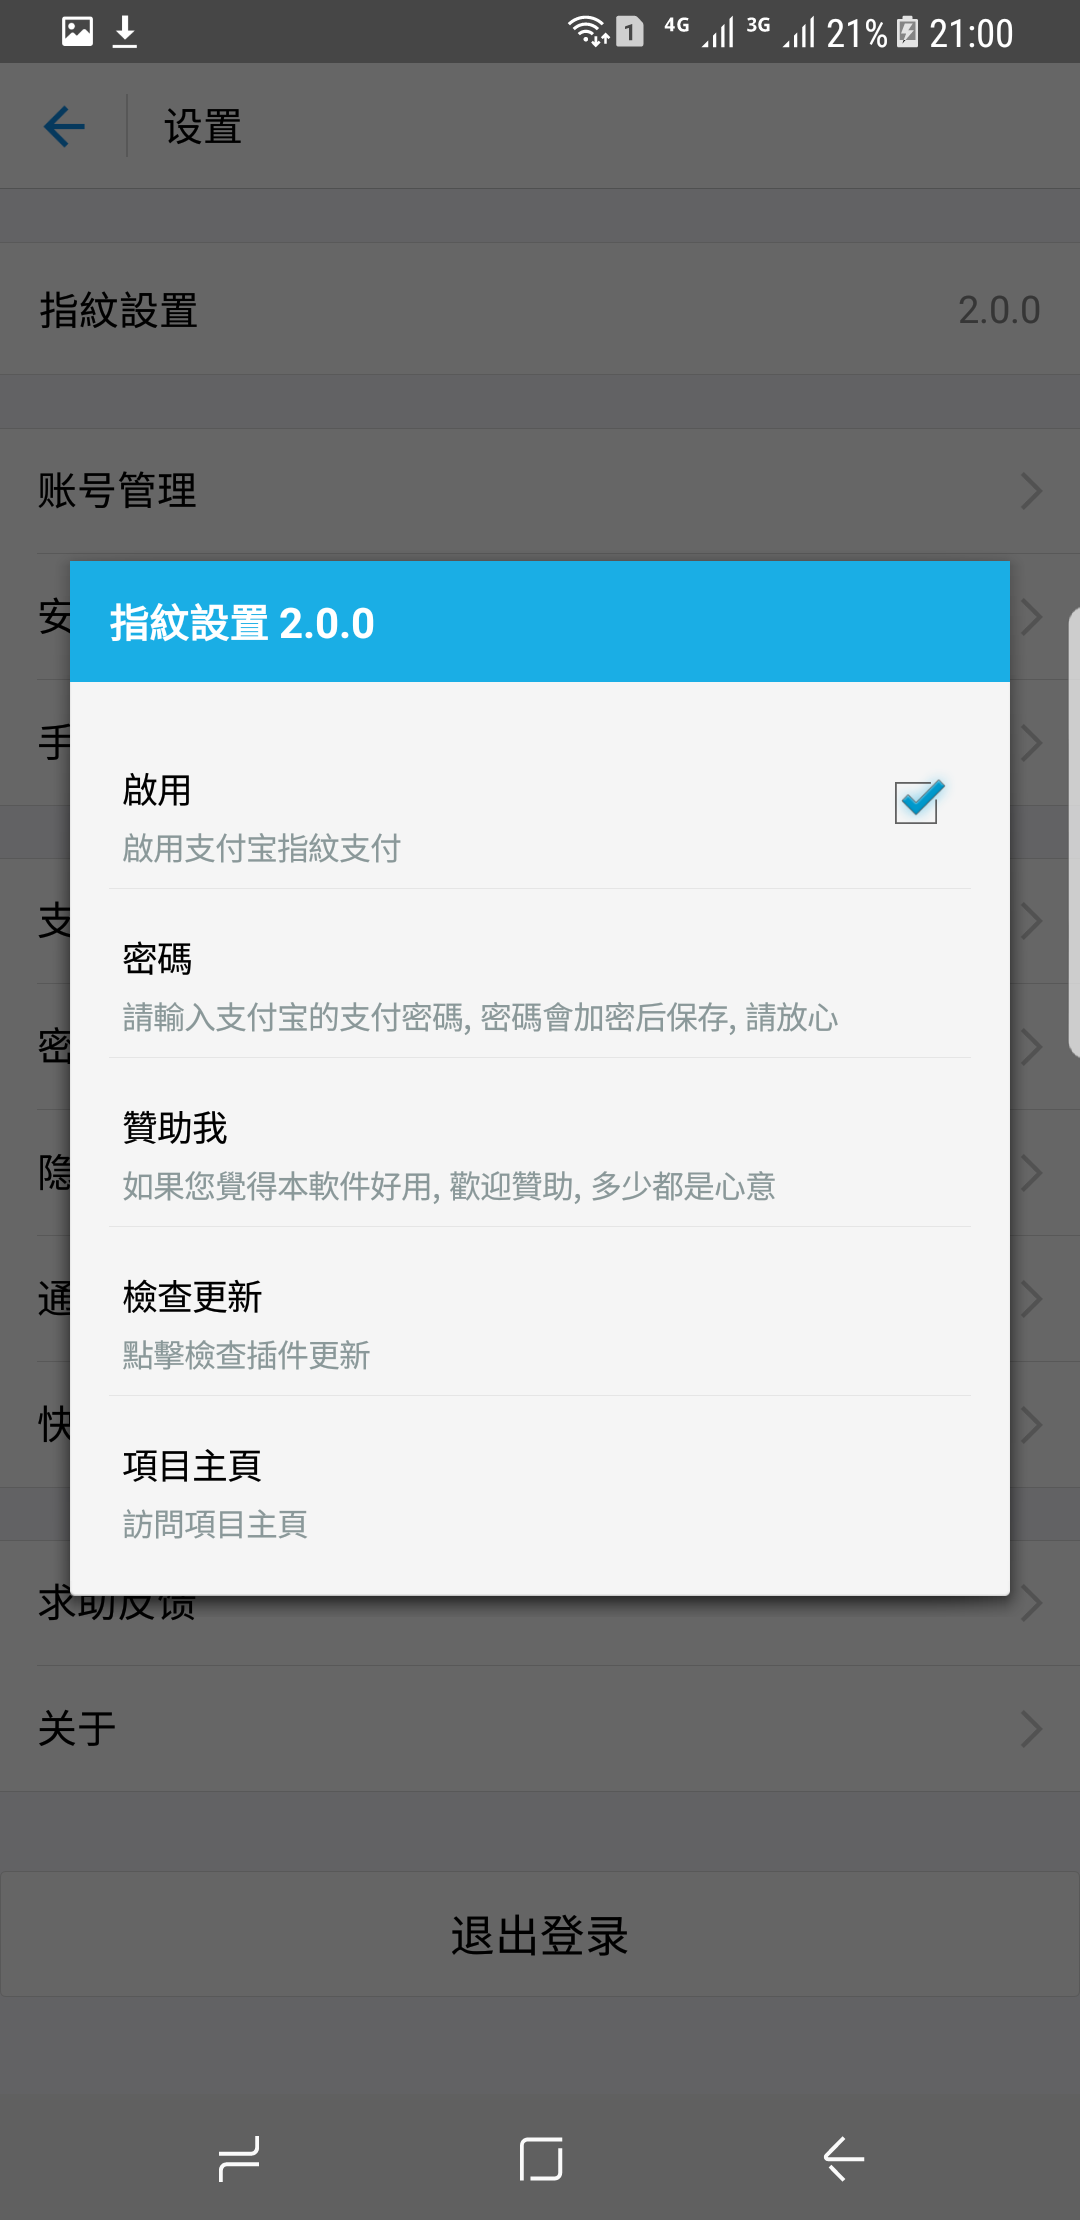 1 4G 3G 21% 21:00
设置
指紋設置 2.0.0
账号管理
安
手
指紋設置 2.0.0
啟用
啟用支付宝指紋支付
密碼
請輸入支付宝的支付密碼, 密碼會加密后保存, 請放心
贊助我
如果您覺得本軟件好用, 歡迎贊助, 多少都是心意
檢查更新
點擊檢查插件更新
項目主頁
訪問項目主頁
支
密
隐
通
快
求助反馈
关于
退出登录